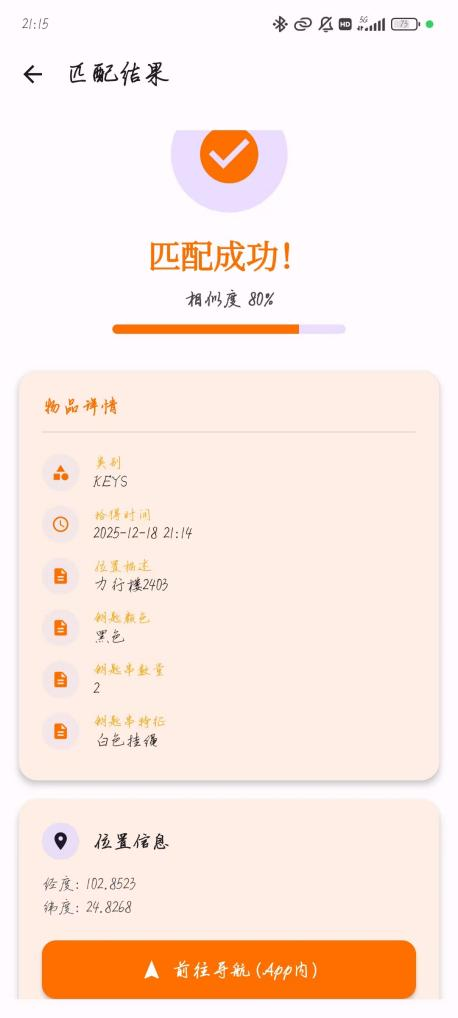 21:15
HD 5G 75
匹配结果
匹配成功!
相似度 80%
物品详情
类别
KEYS
拾得时间
2025-12-18 21:14
位置描述
力行楼2403
钥匙颜色
黑色
钥匙串数量
2
钥匙串特征
白色挂绳
位置信息
经度: 102.8523
纬度: 24.8268
前往导航 (App内)